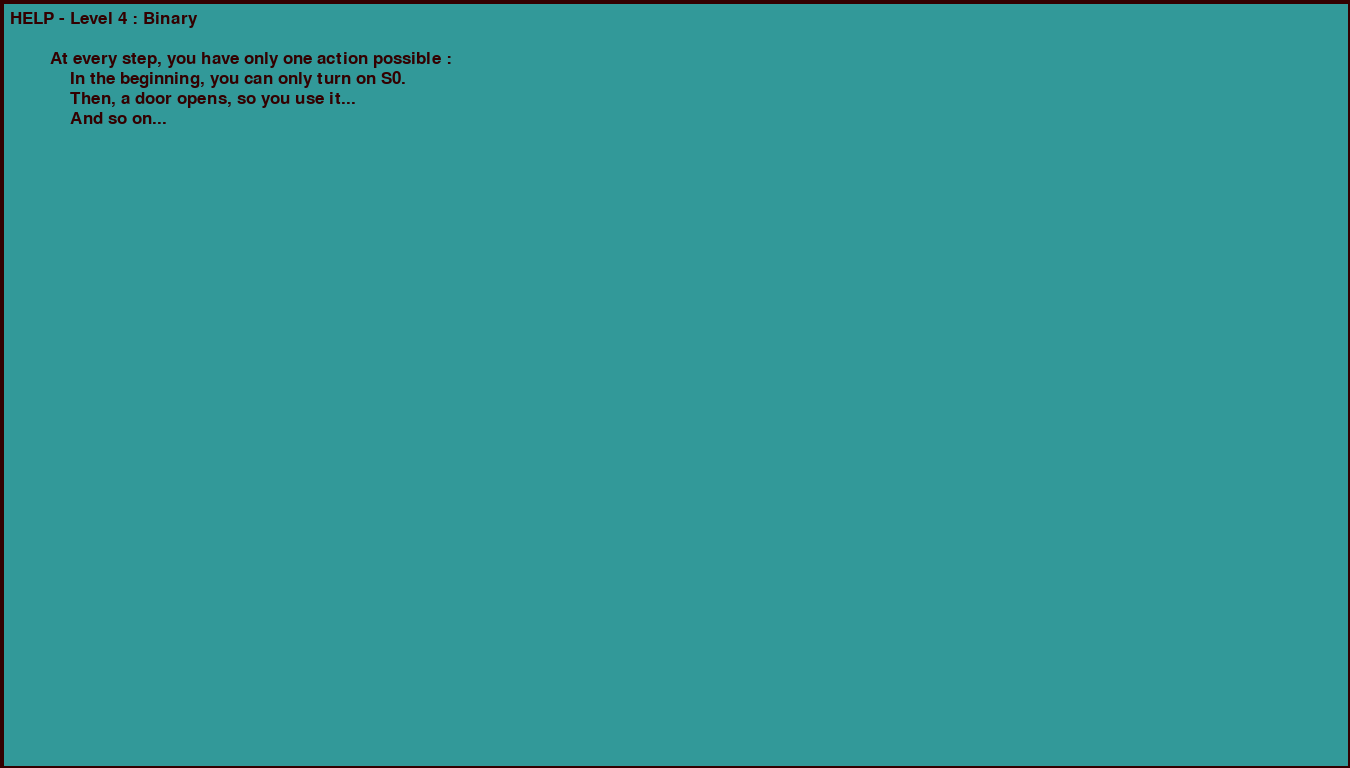 HELP - Level 4 : Binary
At every step, you have only one action possible :
In the beginning, you can only turn on S0.
Then, a door opens, so you use it...
And so on...